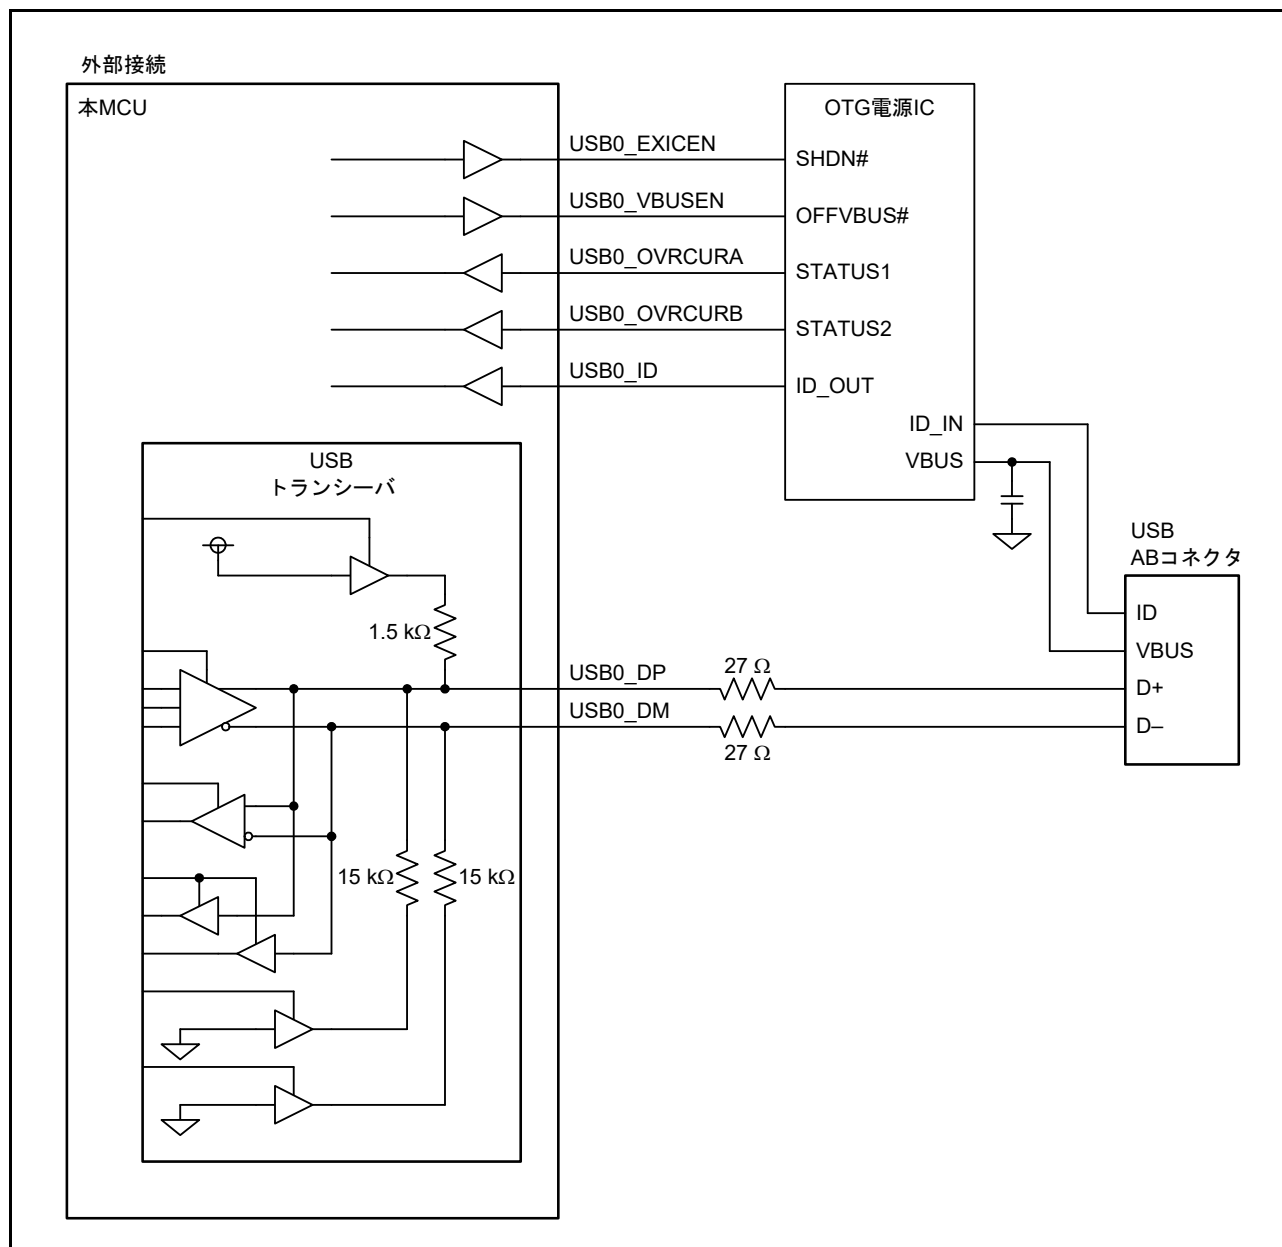 外部接続
本MCU
OTG電源IC
USB0_EXICEN
SHDN#
USB0_VBUSEN
OFFVBUS#
USB0_OVRCURA
STATUS1
USB0_OVRCURB
STATUS2
USB0_ID
ID_OUT
ID_IN
VBUS
USB
トランシーバ
USB
ABコネクタ
ID
VBUS
1.5 kΩ
USB0_DP
27 Ω
D+
USB0_DM
27 Ω
D–
15 kΩ
15 kΩ